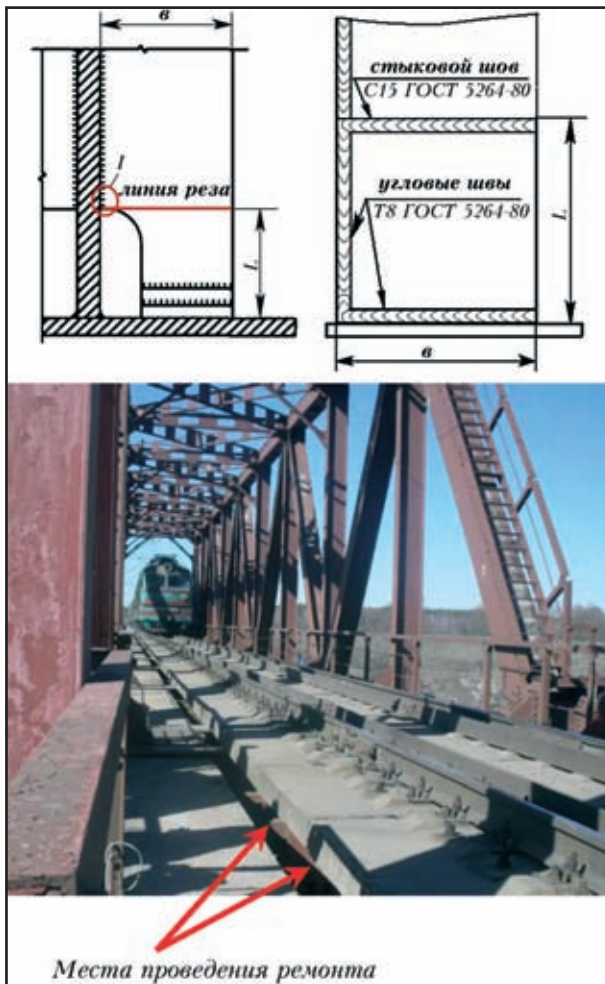 в
стыковой шов
С15 ГОСТ 5264-80
I
линия реза
угловые швы
Т8 ГОСТ 5264-80
L
L
в
Места проведения ремонта